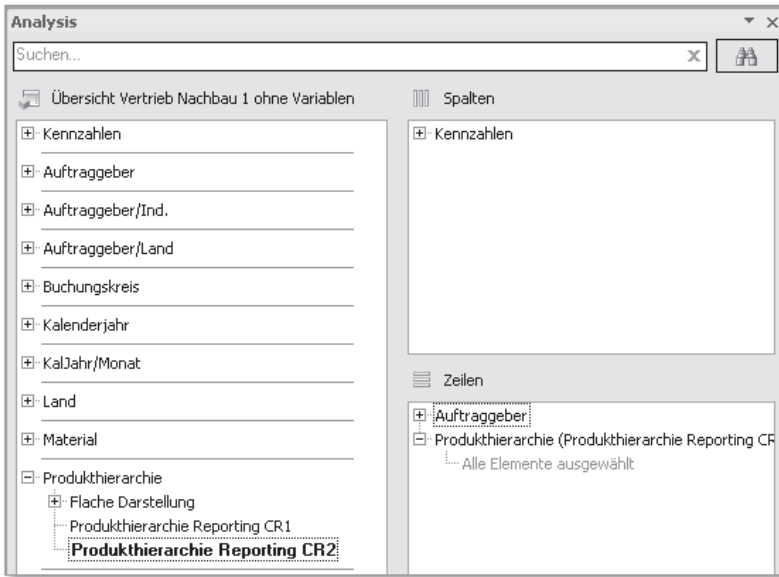 Analysis
Suchen...
Übersicht Vertrieb Nachbau 1 ohne Variablen
Kennzahlen
Auftraggeber
Auftraggeber/Ind.
Auftraggeber/Land
Buchungskreis
Kalenderjahr
KalJahr/Monat
Land
Material
Produkthierarchie
Flache Darstellung
Produkthierarchie Reporting CR1
Produkthierarchie Reporting CR2
Spalten
Kennzahlen
Zeilen
Auftraggeber
Produkthierarchie (Produkthierarchie Reporting CR
Alle Elemente ausgewählt